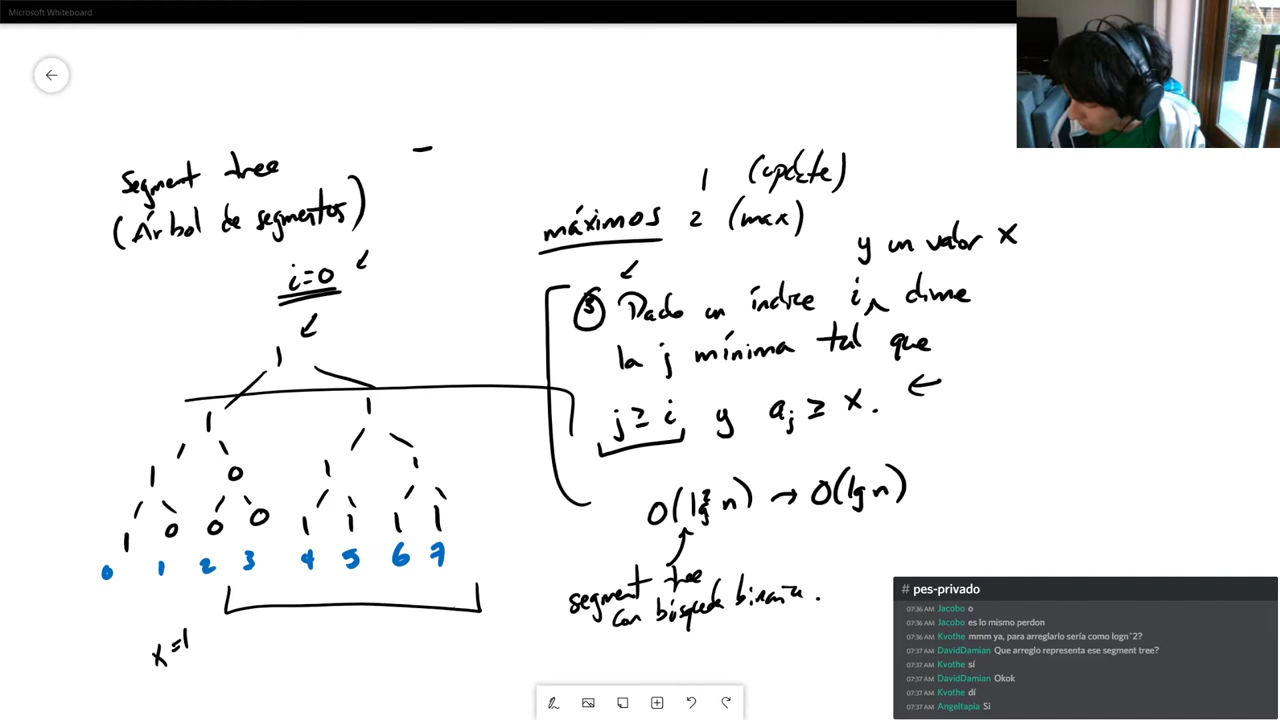 Microsoft Whiteboard
Segment tree
(Árbol de segmentos)
i=0
1
1 1
1 0 1 1
1 0 0 0 1 1 1 1
0 1 2 3 4 5 6 7
x=1
1 (update)
máximos 2 (max)
y un valor x
3 Dado un índice i, dime
la j mínima tal que
j ≥ i y aⱼ ≥ x.
O(lg² n) → O(lg n)
segment tree
con búsqueda binaria.
# pes-privado
07:36 AM Jacobo o
07:36 AM Jacobo es lo mismo perdon
07:36 AM Kvothe mmm ya, para arreglarlo sería como logn^2?
07:37 AM DavidDamian Que arreglo representa ese segment tree?
07:37 AM Kvothe sí
07:37 AM DavidDamian Okok
07:37 AM Kvothe dí
07:37 AM Angeltapia Si